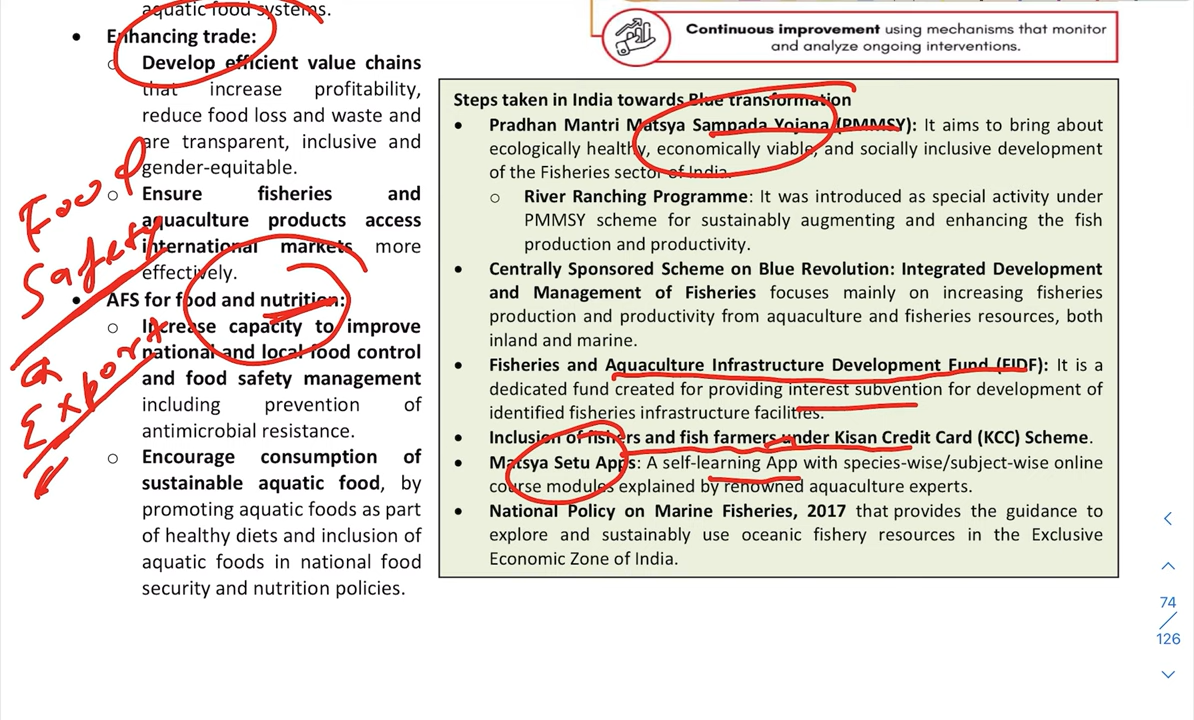 aquatic food systems.
• Enhancing trade:
o Develop efficient value chains
that increase profitability,
reduce food loss and waste and
are transparent, inclusive and
gender-equitable.
o Ensure fisheries and
aquaculture products access
international markets more
effectively.
• AFS for food and nutrition:
o Increase capacity to improve
national and local food control
and food safety management
including prevention of
antimicrobial resistance.
o Encourage consumption of
sustainable aquatic food, by
promoting aquatic foods as part
of healthy diets and inclusion of
aquatic foods in national food
security and nutrition policies.
Food
Safety
Export
Continuous improvement using mechanisms that monitor
and analyze ongoing interventions.
Steps taken in India towards Blue transformation
• Pradhan Mantri Matsya Sampada Yojana (PMMSY): It aims to bring about
ecologically healthy, economically viable, and socially inclusive development
of the Fisheries sector of India.
o River Ranching Programme: It was introduced as special activity under
PMMSY scheme for sustainably augmenting and enhancing the fish
production and productivity.
• Centrally Sponsored Scheme on Blue Revolution: Integrated Development
and Management of Fisheries focuses mainly on increasing fisheries
production and productivity from aquaculture and fisheries resources, both
inland and marine.
• Fisheries and Aquaculture Infrastructure Development Fund (FIDF): It is a
dedicated fund created for providing interest subvention for development of
identified fisheries infrastructure facilities.
• Inclusion of fishers and fish farmers under Kisan Credit Card (KCC) Scheme.
• Matsya Setu Apps: A self-learning App with species-wise/subject-wise online
course modules explained by renowned aquaculture experts.
• National Policy on Marine Fisheries, 2017 that provides the guidance to
explore and sustainably use oceanic fishery resources in the Exclusive
Economic Zone of India.
74
/
126